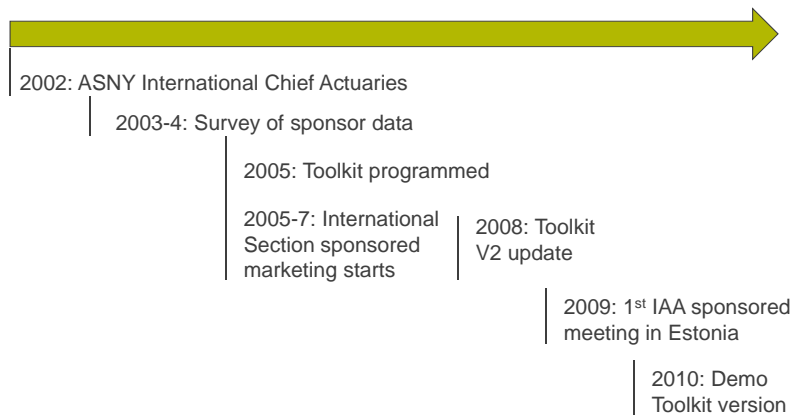 2002: ASNY International Chief Actuaries
2003-4: Survey of sponsor data
2005: Toolkit programmed
2005-7: International
Section sponsored
marketing starts
2008: Toolkit
V2 update
2009: 1st IAA sponsored
meeting in Estonia
2010: Demo
Toolkit version